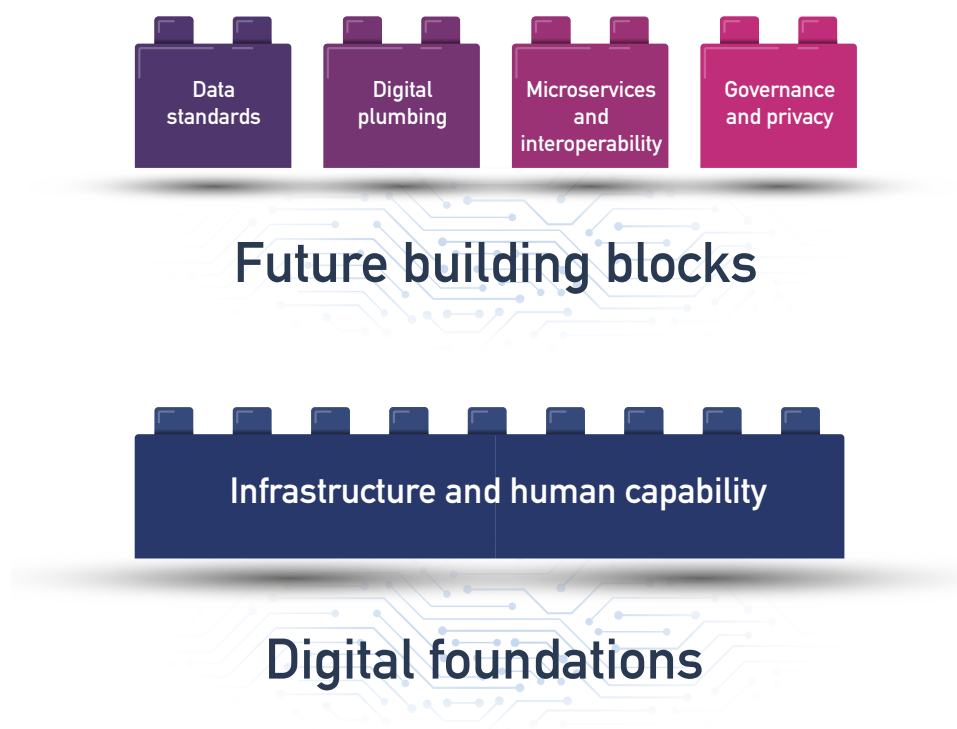 Data
standards
Digital
plumbing
Microservices
and
interoperability
Governance
and privacy
Future building blocks
Infrastructure and human capability
Digital foundations